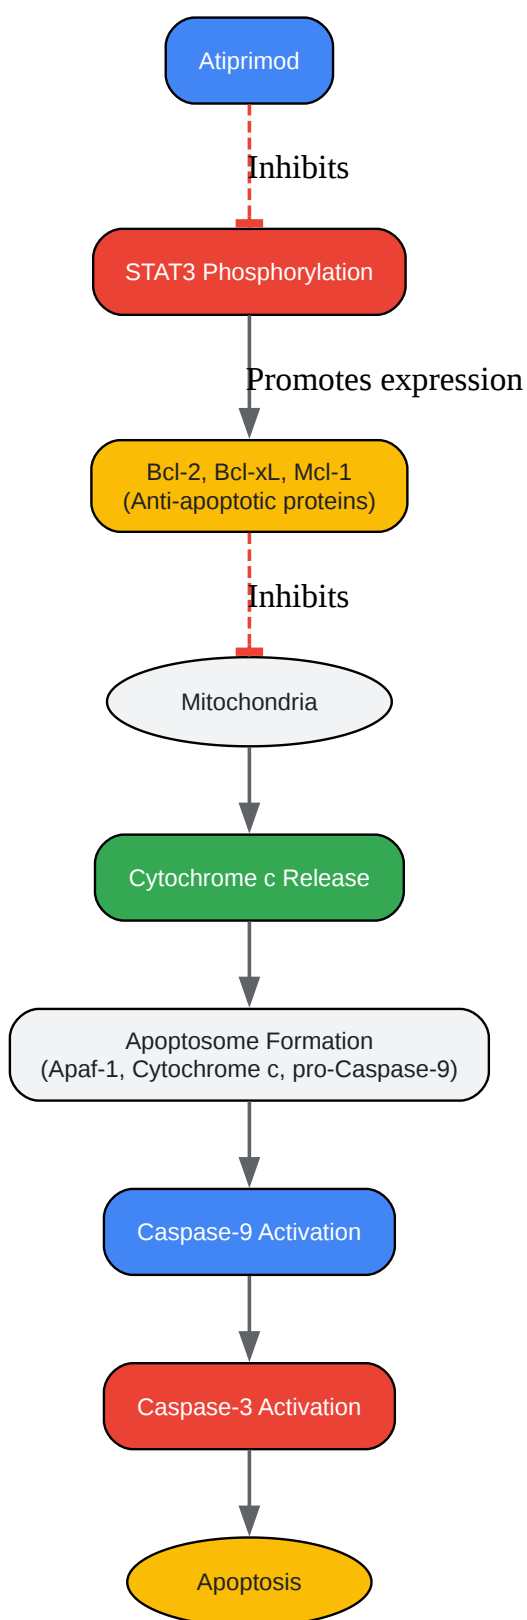 Atiprimod
Inhibits
STAT3 Phosphorylation
Promotes expression
Bcl-2, Bcl-xL, Mcl-1
(Anti-apoptotic proteins)
Inhibits
Mitochondria
Cytochrome c Release
Apoptosome Formation
(Apaf-1, Cytochrome c, pro-Caspase-9)
Caspase-9 Activation
Caspase-3 Activation
Apoptosis